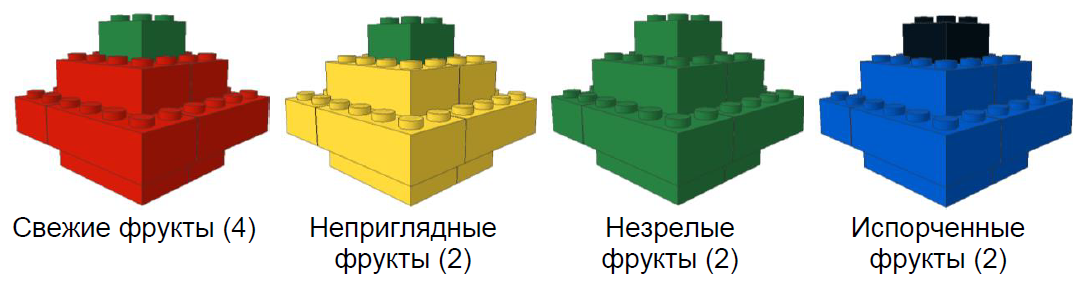 Свежие фрукты (4)
Неприглядные
фрукты (2)
Незрелые
фрукты (2)
Испорченные
фрукты (2)